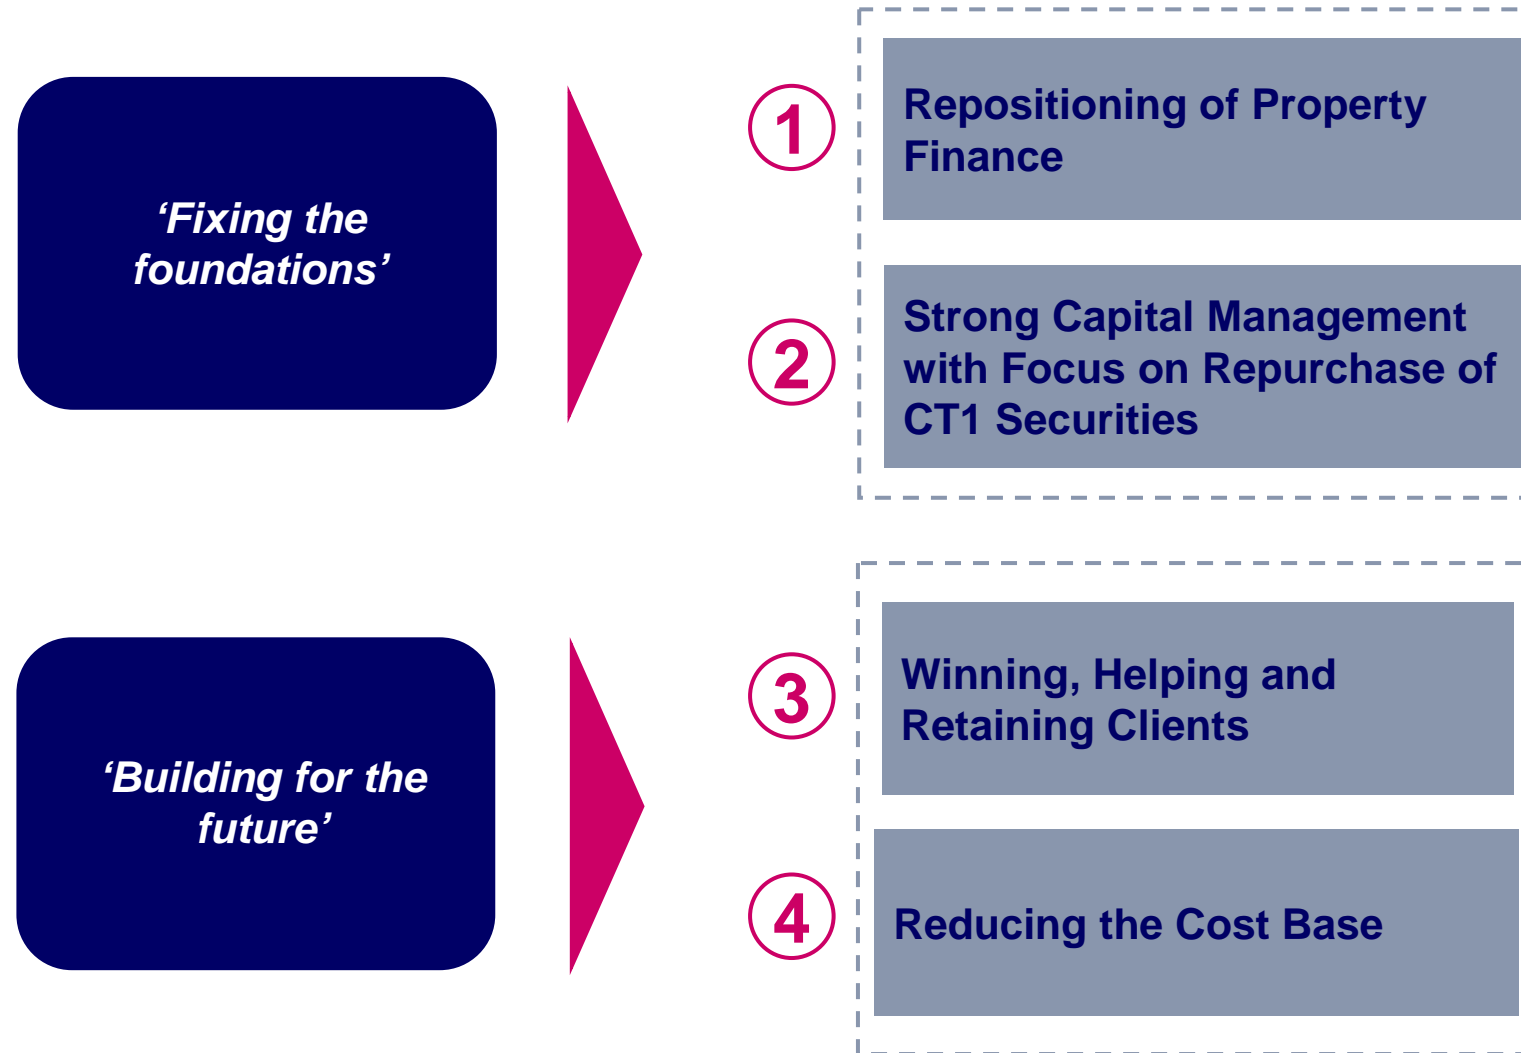 ‘Fixing the
foundations’
1
Repositioning of Property
Finance
2
Strong Capital Management
with Focus on Repurchase of
CT1 Securities
‘Building for the
future’
3
Winning, Helping and
Retaining Clients
4
Reducing the Cost Base